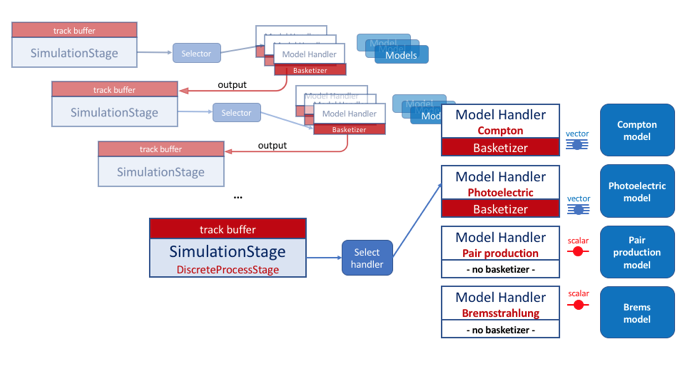 track buffer
SimulationStage
Selector
Model Handler
Basketizer
Models
Models
output
track buffer
SimulationStage
Selector
Model Handler
Model Handler
Basketizer
Models
output
track buffer
SimulationStage
...
track buffer
SimulationStage
DiscreteProcessStage
Select
handler
Model Handler
Compton
Basketizer
vector
Compton
model
Model Handler
Photoelectric
Basketizer
vector
Photoelectric
model
Model Handler
Pair production
- no basketizer -
scalar
Pair
production
model
Model Handler
Bremsstrahlung
- no basketizer -
scalar
Brems
model